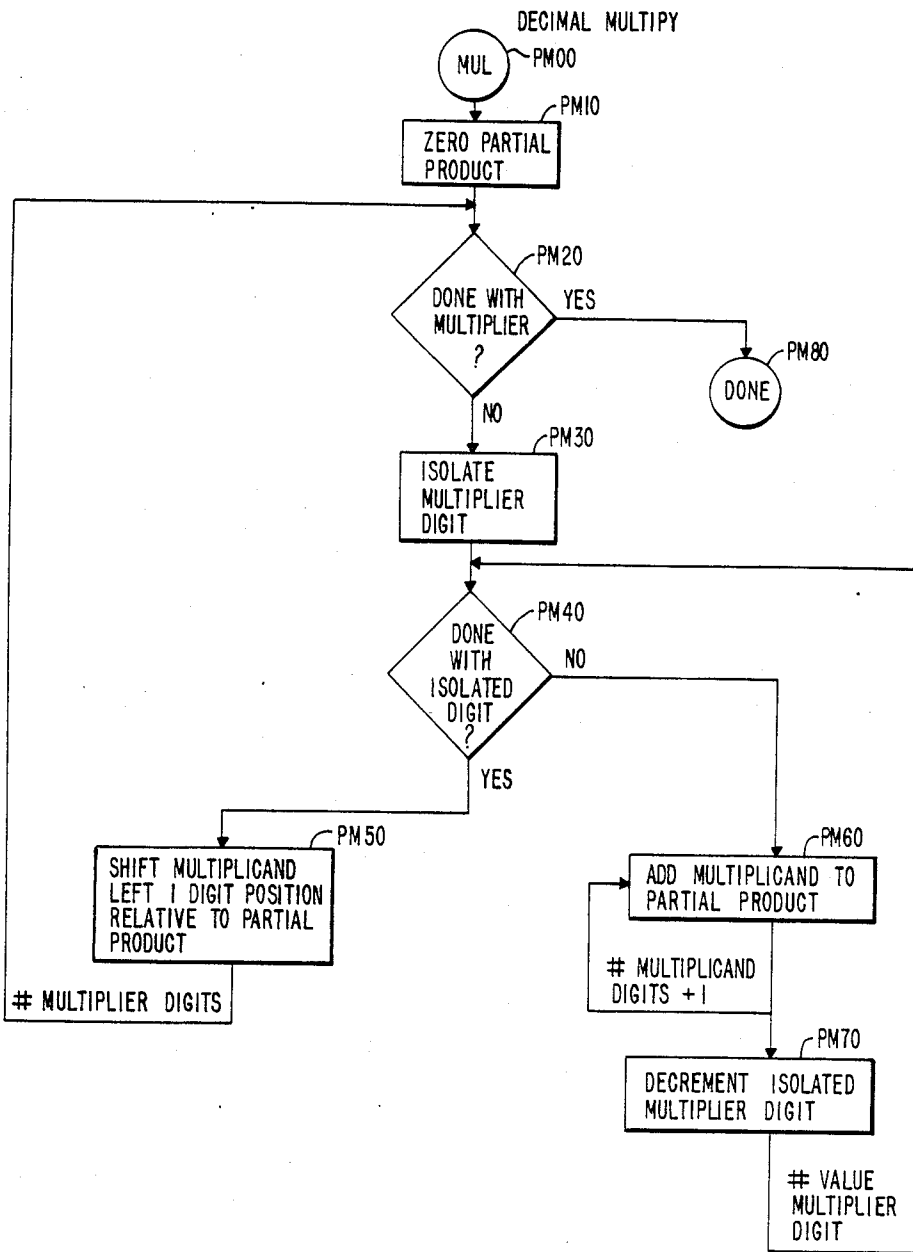 DECIMAL MULTIPY
MUL
PM00
PM10
ZERO PARTIAL
PRODUCT
PM20
DONE WITH
MULTIPLIER
?
YES
PM80
DONE
NO
PM30
ISOLATE
MULTIPLIER
DIGIT
PM40
DONE
WITH
ISOLATED
DIGIT
?
NO
YES
PM50
SHIFT MULTIPLICAND
LEFT 1 DIGIT POSITION
RELATIVE TO PARTIAL
PRODUCT
# MULTIPLIER DIGITS
PM60
ADD MULTIPLICAND TO
PARTIAL PRODUCT
# MULTIPLICAND
DIGITS +1
PM70
DECREMENT ISOLATED
MULTIPLIER DIGIT
# VALUE
MULTIPLIER
DIGIT